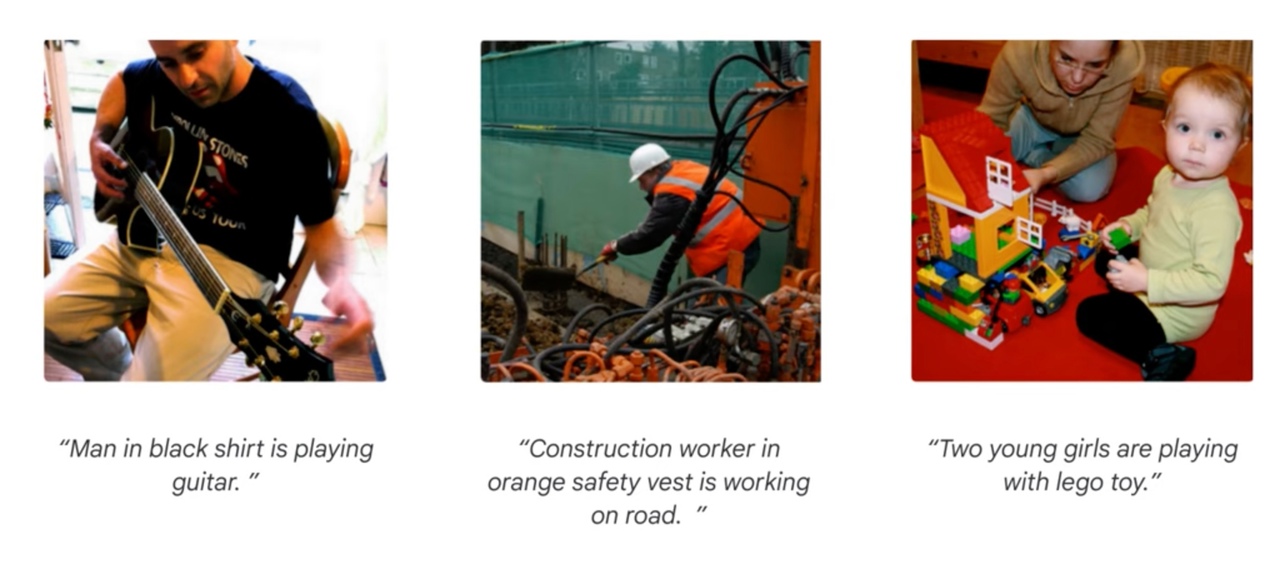 STONES
US TOUR
"Man in black shirt is playing
guitar. "
"Construction worker in
orange safety vest is working
on road. "
"Two young girls are playing
with lego toy."